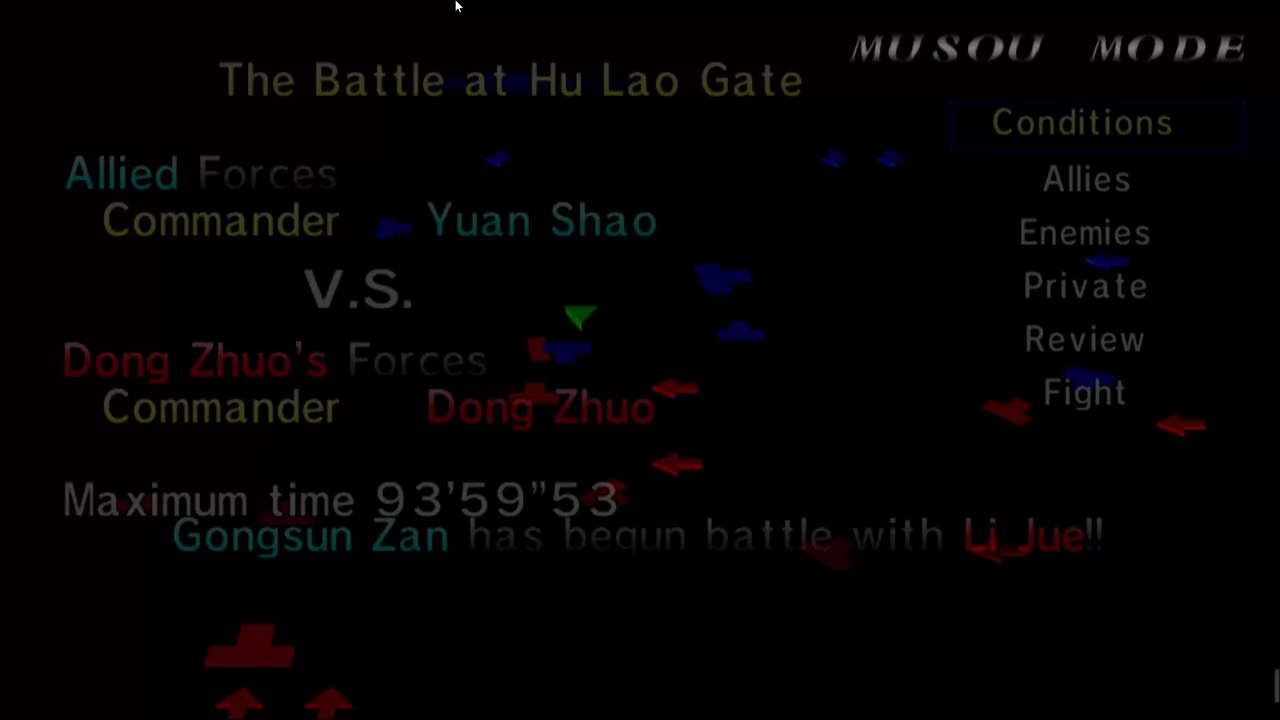 MUSOU MODE
The Battle at Hu Lao Gate
Conditions
Allied Forces
Allies
Commander Yuan Shao
Enemies
V.S.
Private
Review
Dong Zhuo's Forces
Fight
Commander Dong Zhuo
Maximum time 93'59"53
Gongsun Zan has begun battle with Li Jue!!